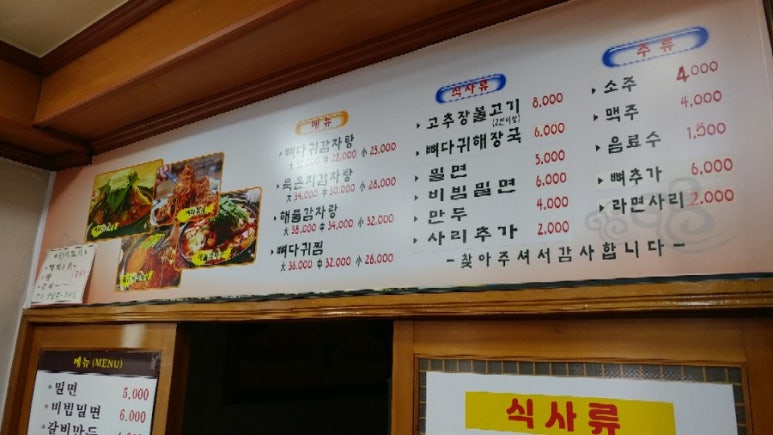 메뉴
뼈다귀감자탕
中 28,000 小 23,000
묵은지감자탕
大 34,000 中 30,000 小 28,000
해물감자탕
大 38,000 中 34,000 小 32,000
뼈다귀찜
大 36,000 中 32,000 小 28,000
식사류
고추장불고기 8,000
뼈다귀해장국 6,000
밀면 5,000
비빔밀면 6,000
만두 4,000
사리추가 2,000
주류
소주 4,000
맥주 4,000
음료수
뼈추가 6,000
라면사리 2,000
-찾아주셔서감사합니다-
메뉴(MENU)
밀면 5,000
비빔밀면 6,000
갈비만두
식사류